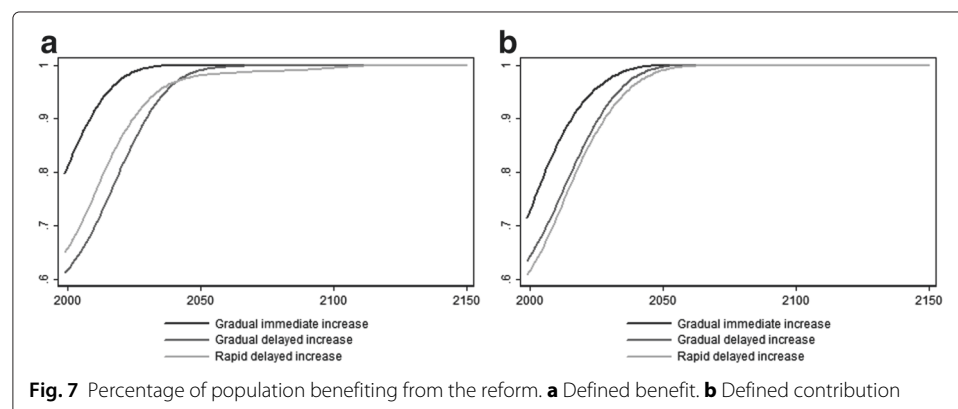 a
1
.9
.8
.7
.6
2000 2050 2100 2150
Gradual immediate increase
Gradual delayed increase
Rapid delayed increase
b
1
.9
.8
.7
.6
2000 2050 2100 2150
Gradual immediate increase
Gradual delayed increase
Rapid delayed increase
Fig. 7 Percentage of population benefiting from the reform. a Defined benefit. b Defined contribution